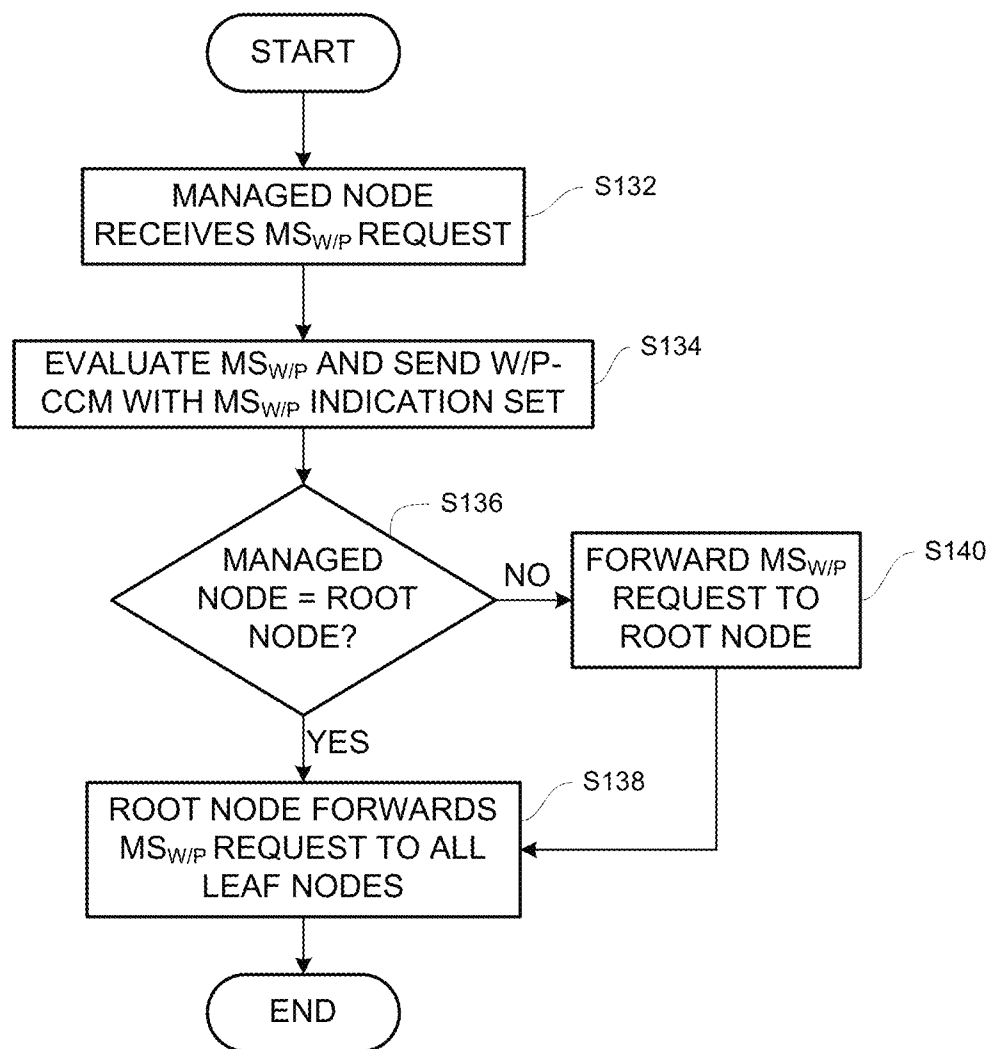 START
MANAGED NODE
RECEIVES MSW/P REQUEST
S132
EVALUATE MSW/P AND SEND W/P-
CCM WITH MSW/P INDICATION SET
S134
MANAGED
NODE = ROOT
NODE?
S136
NO
FORWARD MSW/P
REQUEST TO
ROOT NODE
S140
YES
ROOT NODE FORWARDS
MSW/P REQUEST TO ALL
LEAF NODES
S138
END